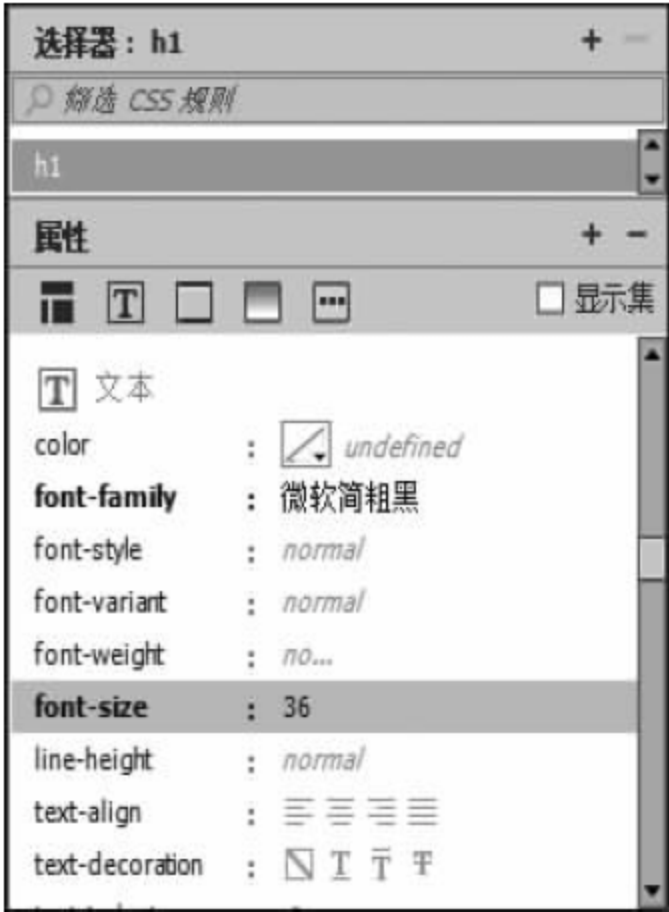 选择器：h1
筛选 CSS 规则
h1
属性
显示集
T 文本
color : undefined
font-family : 微软简粗黑
font-style : normal
font-variant : normal
font-weight : no...
font-size : 36
line-height : normal
text-align :
text-decoration :